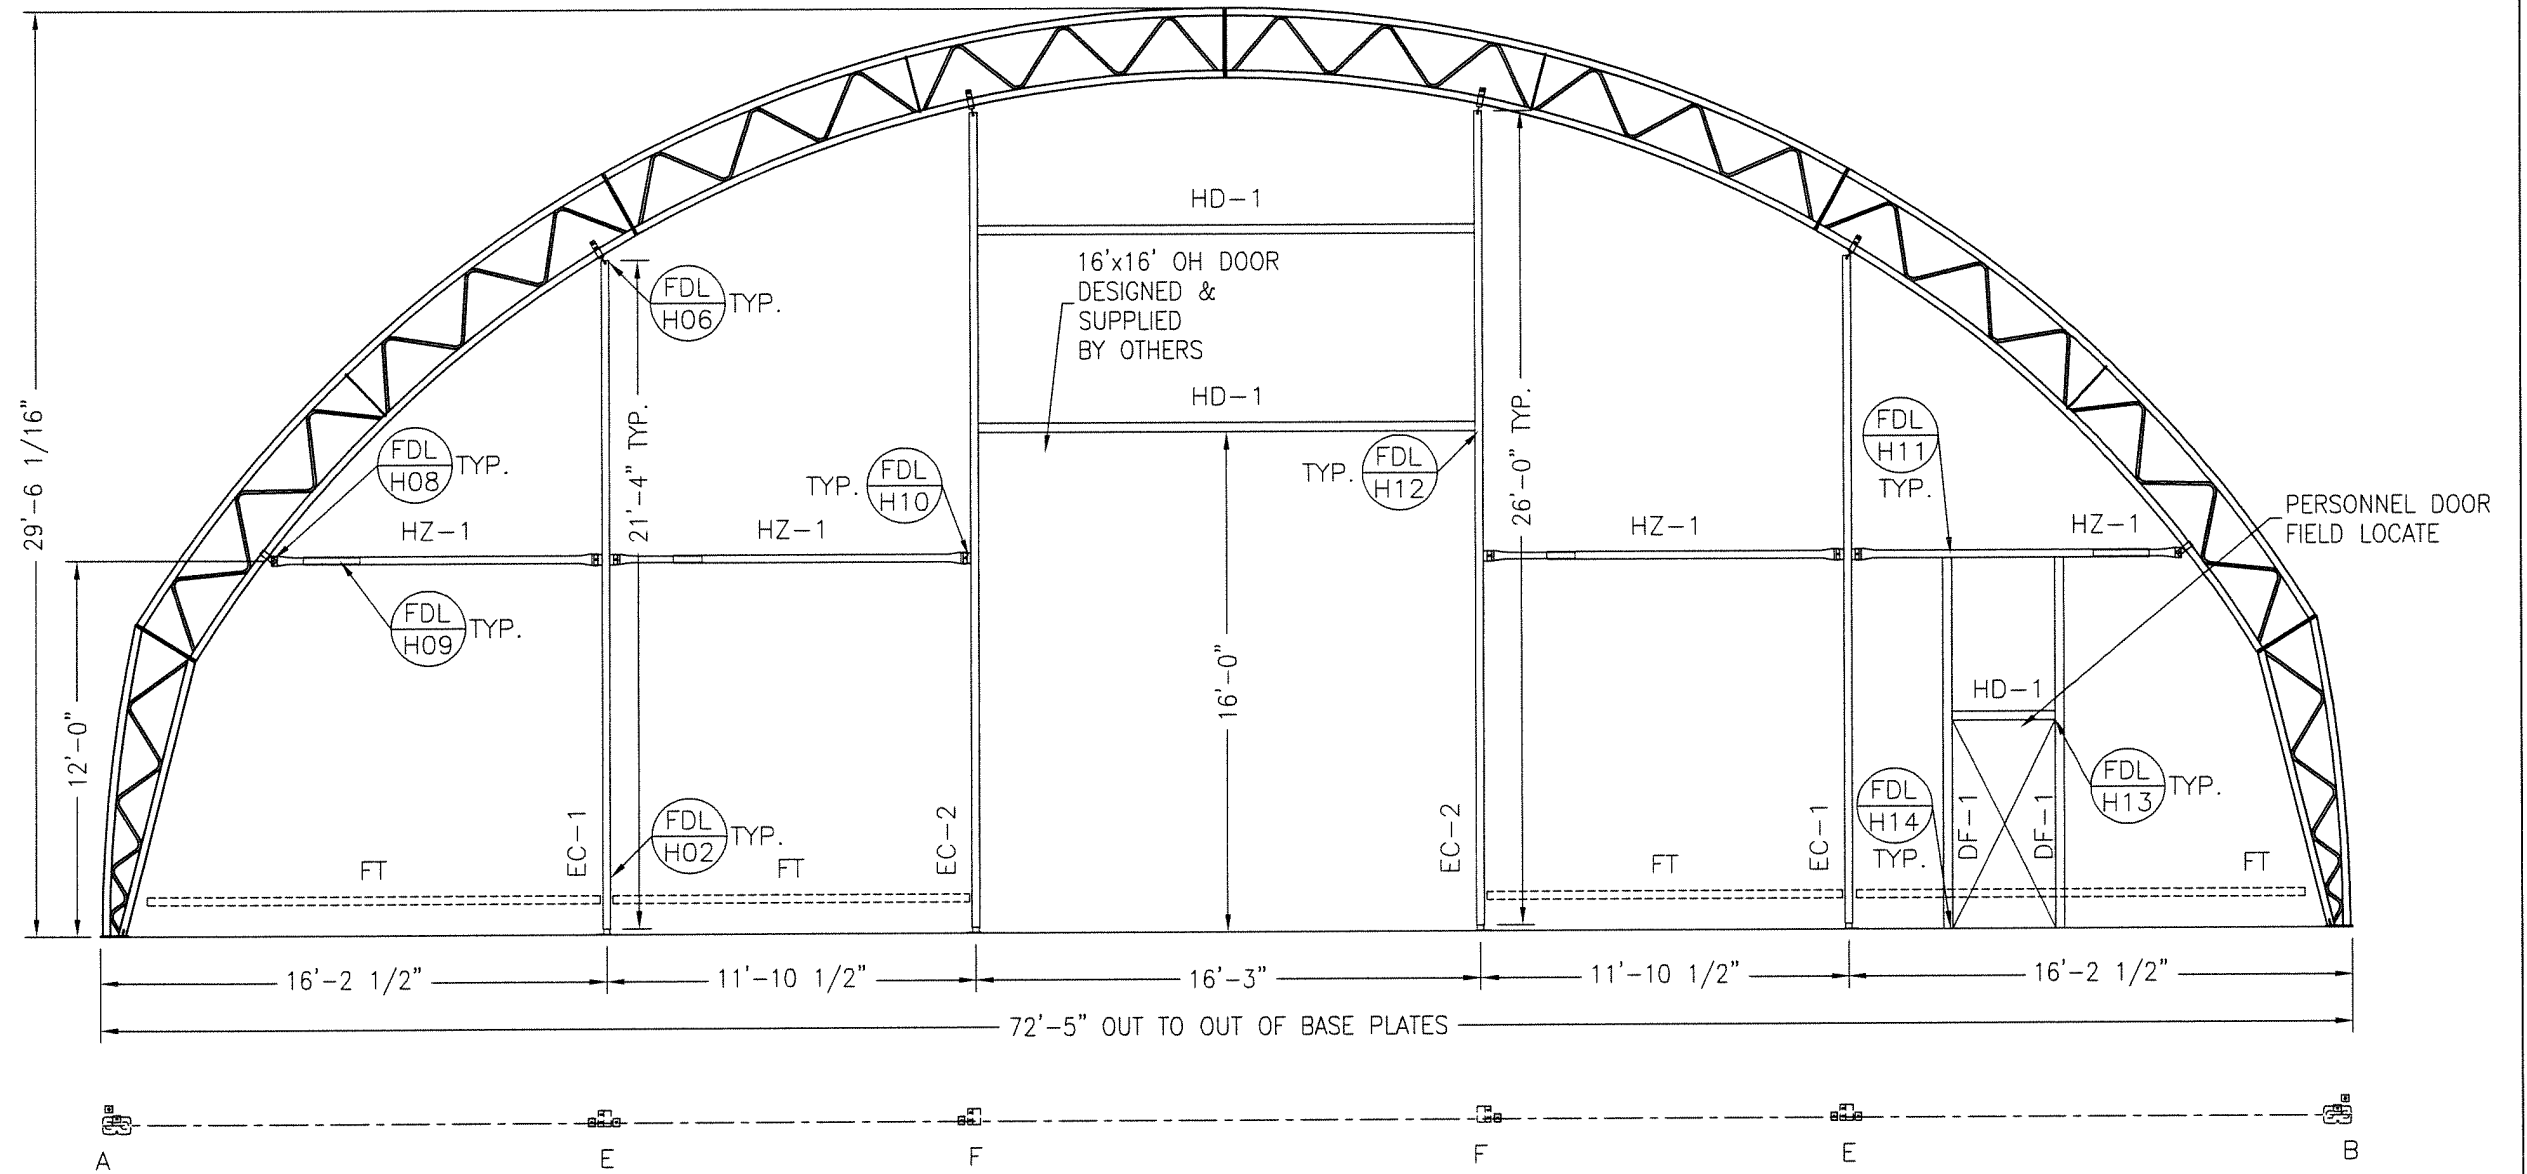 29'-6 1/16"
12'-0"
HD-1
16'x16' OH DOOR
DESIGNED &
SUPPLIED
BY OTHERS
HD-1
FDL
H06
TYP.
21'-4" TYP.
26'-0" TYP.
16'-0"
FDL
H08
TYP.
HZ-1
FDL
H09
TYP.
HZ-1
TYP.
FDL
H10
TYP.
FDL
H12
HZ-1
FDL
H11
TYP.
HZ-1
PERSONNEL DOOR
FIELD LOCATE
HD-1
FDL
H13
TYP.
FDL
H14
TYP.
DF-1
DF-1
FT
EC-1
FDL
H02
TYP.
FT
EC-2
EC-2
FT
EC-1
FT
16'-2 1/2"
11'-10 1/2"
16'-3"
11'-10 1/2"
16'-2 1/2"
72'-5" OUT TO OUT OF BASE PLATES
A
E
F
F
E
B